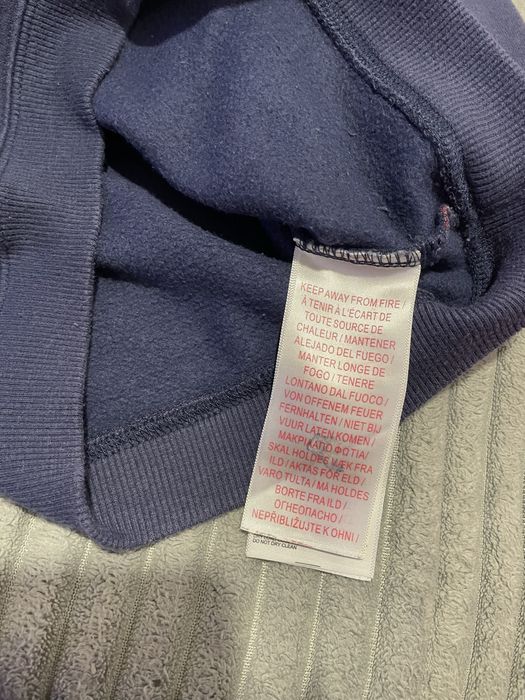 KEEP AWAY FROM FIRE /
À TENIR À L'ÉCART DE
TOUTE SOURCE DE
CHALEUR / MANTENER
ALEJADO DEL FUEGO /
MANTER LONGE DE
FOGO / TENERE
LONTANO DAL FUOCO /
VON OFFENEM FEUER
FERNHALTEN / NIET BIJ
VUUR LATEN KOMEN /
ΜΑΚΡΙΑ ΑΠΟ ΦΩΤΙΑ/
SKAL HOLDES VÆK FRA
ILD / AKTAS FÖR ELD /
VARO TULTA / MÅ HOLDES
BORTE FRA ILD /
ОГНЕОПАСНО /
NEPŘIBLIŽUJTE K OHNI /
DO NOT DRY CLEAN